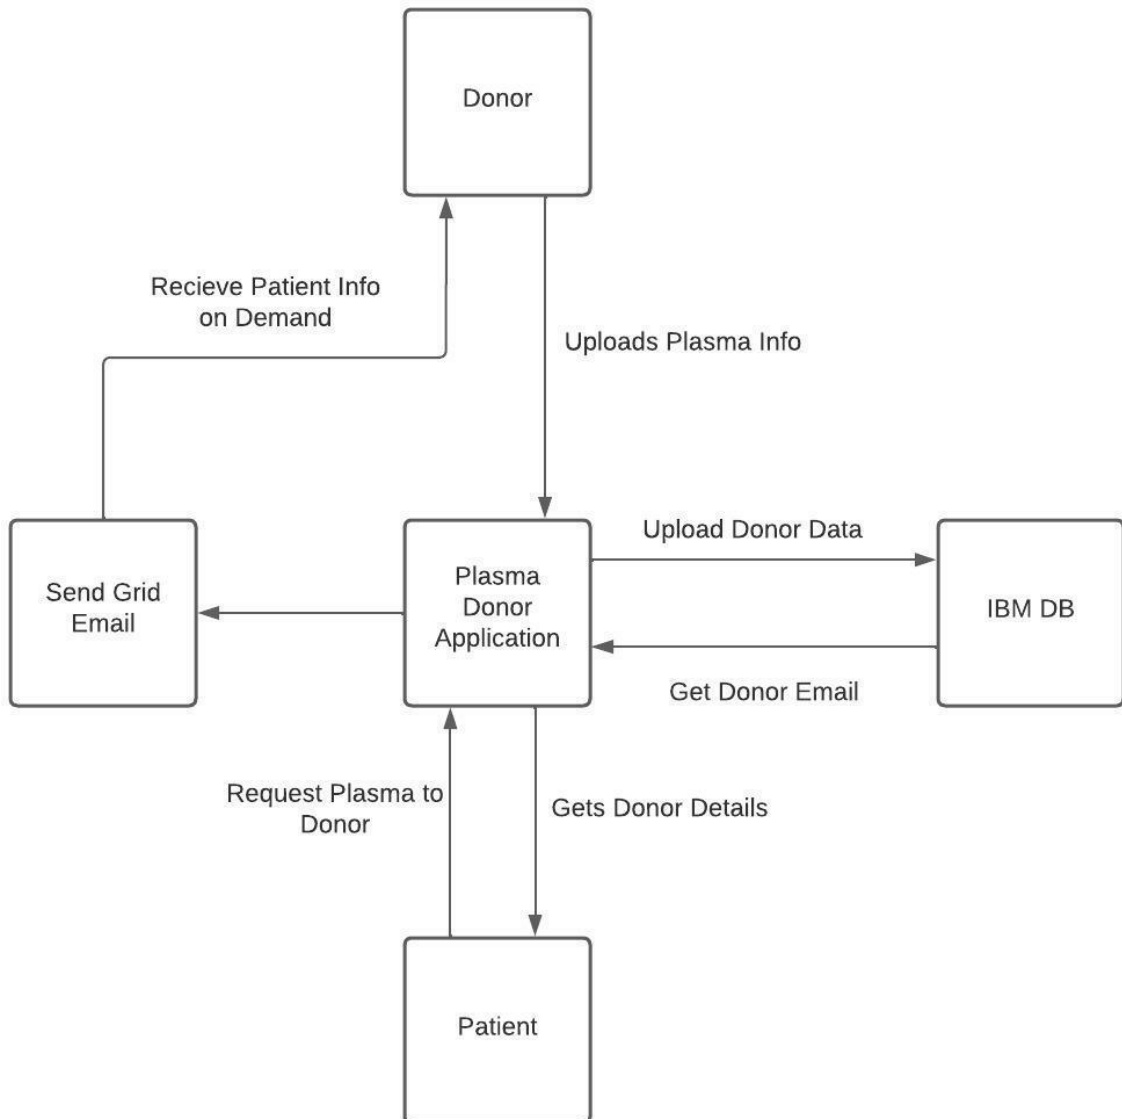 Donor
Recieve Patient Info
on Demand
Uploads Plasma Info
Upload Donor Data
Send Grid
Email
Plasma
Donor
Application
IBM DB
Get Donor Email
Request Plasma to
Donor
Gets Donor Details
Patient